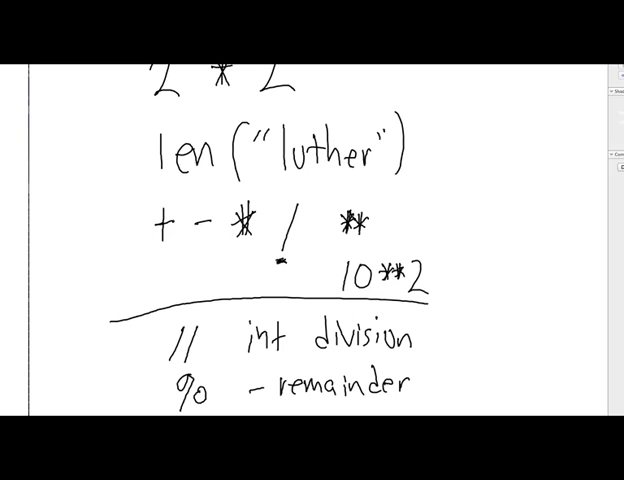 2 * 2
len("luther")
+ - * / **
10**2
// int division
% - remainder